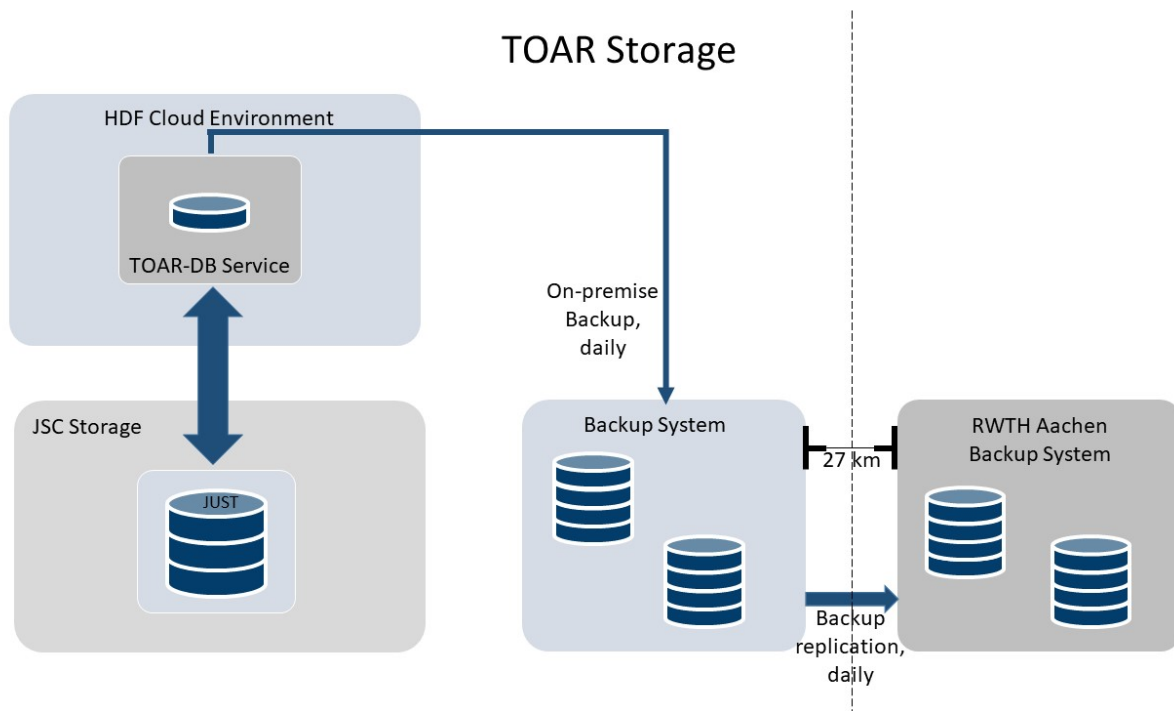 TOAR Storage
HDF Cloud Environment
TOAR-DB Service
On-premise
Backup,
daily
JSC Storage
JUST
Backup System
27 km
RWTH Aachen
Backup System
Backup
replication,
daily